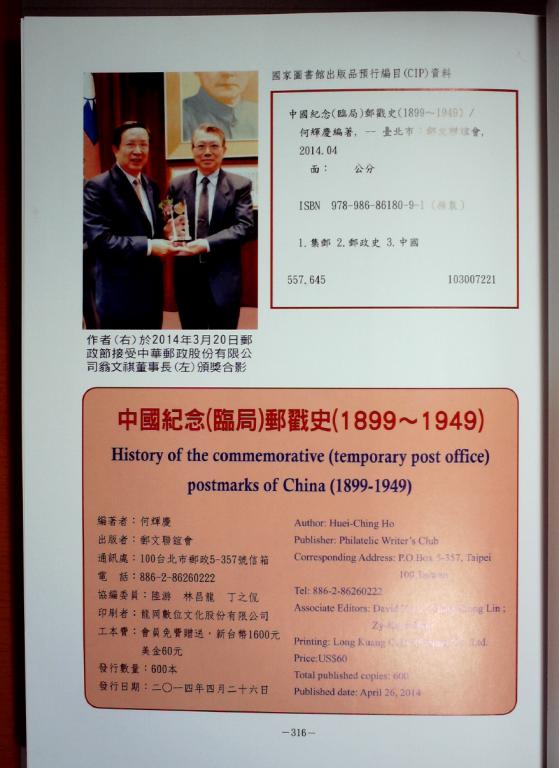 國家圖書館出版品預行編目(CIP)資料
中國紀念(臨局)郵戳史(1899～1949) /
何輝慶編著, -- 臺北市：郵文聯誼會,
2014.04
面： 公分
ISBN 978-986-86180-9-1
1.集郵 2.郵政史 3.中國
557.645 103007221
作者(右)於2014年3月20日郵
政節接受中華郵政股份有限公
司翁文祺董事長(左)頒獎合影
中國紀念(臨局)郵戳史(1899～1949)
History of the commemorative (temporary post office)
postmarks of China (1899-1949)
編著者：何輝慶
出版者：郵文聯誼會
通訊處：100台北市郵政5-357號信箱
電 話：886-2-86260222
協編委員：陸游 林昌龍 丁之侃
印刷者：龍岡數位文化股份有限公司
工本費：會員免費贈送，新台幣1600元
美金60元
發行數量：600本
發行日期：二〇一四年四月二十六日
Author: Huei-Ching Ho
Publisher: Philatelic Writer's Club
Corresponding Address: P.O.Box 5-357, Taipei
100,Taiwan
Tel: 886-2-86260222
Associate Editors: David Lin ;
Printing: Long Kuang Ltd.
Price:US$60
Total published copies: 600
Published date: April 26, 2014
－316－